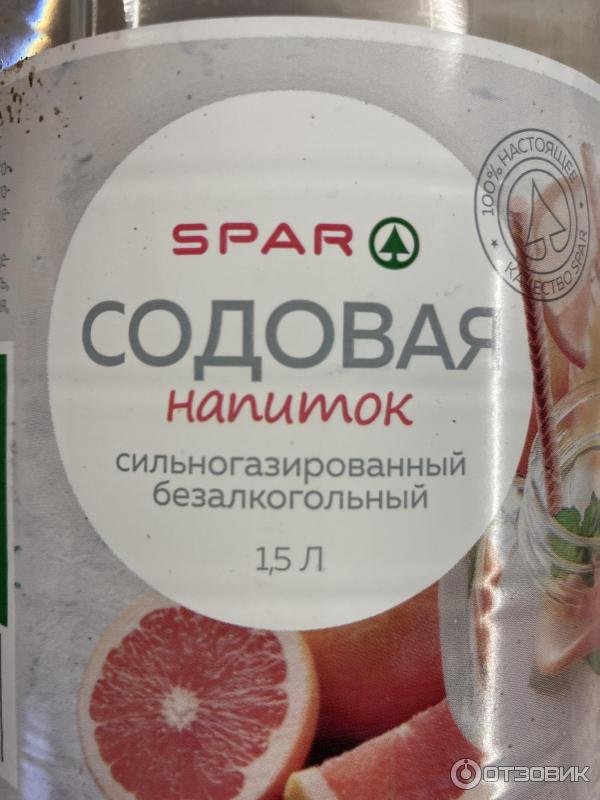 100% НАСТОЯЩЕЕ
КАЧЕСТВО SPAR
SPAR
СОДОВАЯ
напиток
сильногазированный
безалкогольный
1,5 Л
ОТЗОВИК